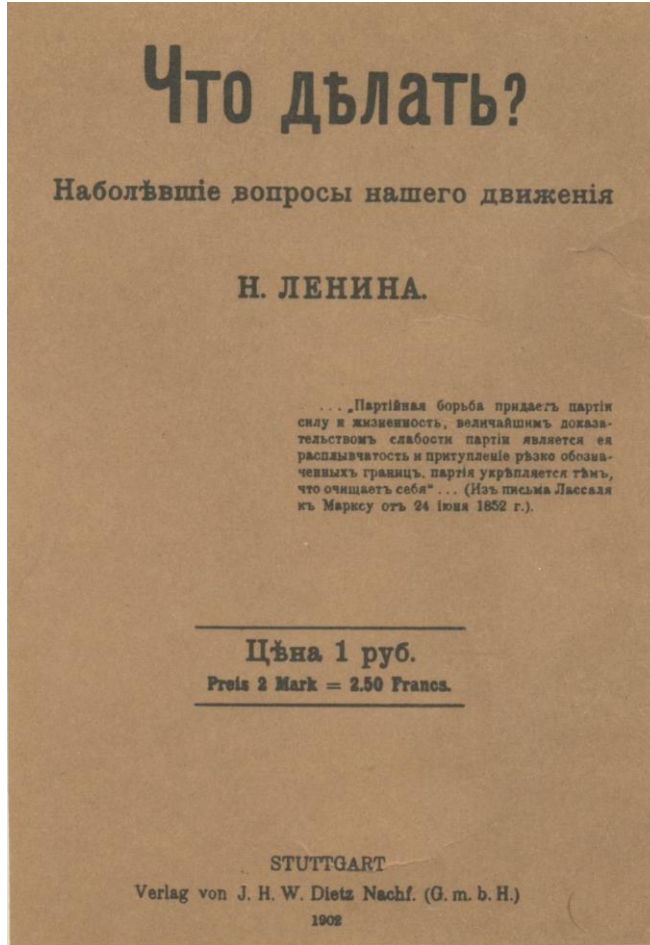 Что дѣлать?
Наболѣвшіе вопросы нашего движенія
Н. ЛЕНИНА.
... „Партійная борьба придаетъ партіи
силу и жизненность, величайшимъ доказа-
тельствомъ слабости партіи является ея
расплывчатость и притупленіе рѣзко обозна-
ченныхъ границъ, партія укрѣпляется тѣмъ,
что очищаетъ себя“ ... (Изъ письма Лассаля
къ Марксу отъ 24 іюня 1852 г.).
Цѣна 1 руб.
Preis 2 Mark = 2.50 Francs.
STUTTGART
Verlag von J. H. W. Dietz Nachf. (G. m. b. H.)
1902